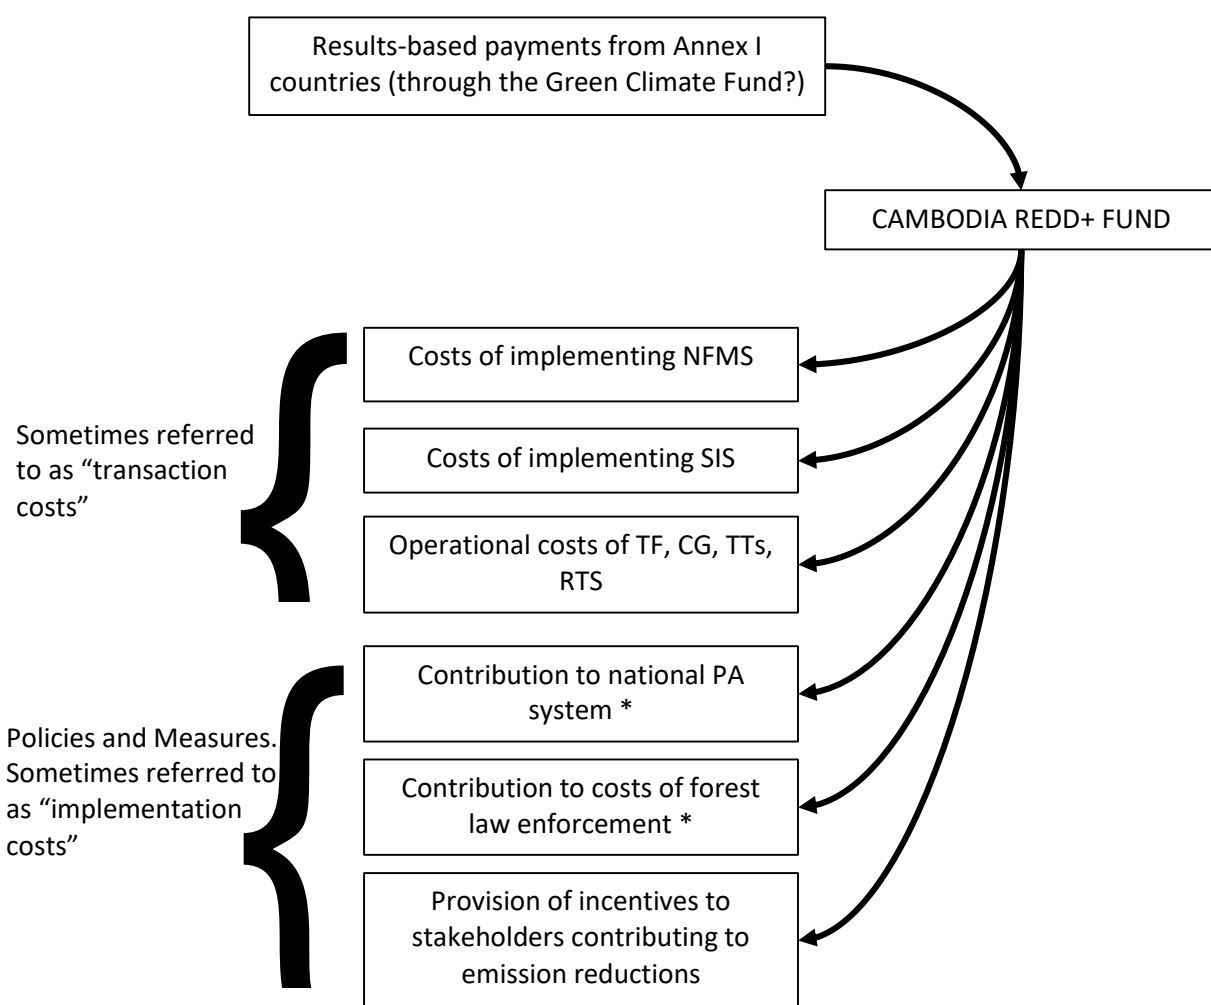 Results-based payments from Annex I
countries (through the Green Climate Fund?)
CAMBODIA REDD+ FUND
Costs of implementing NFMS
Sometimes referred
to as “transaction
costs”
Costs of implementing SIS
Operational costs of TF, CG, TTs,
RTS
Contribution to national PA
system *
Policies and Measures.
Sometimes referred to
as “implementation
costs”
Contribution to costs of forest
law enforcement *
Provision of incentives to
stakeholders contributing to
emission reductions